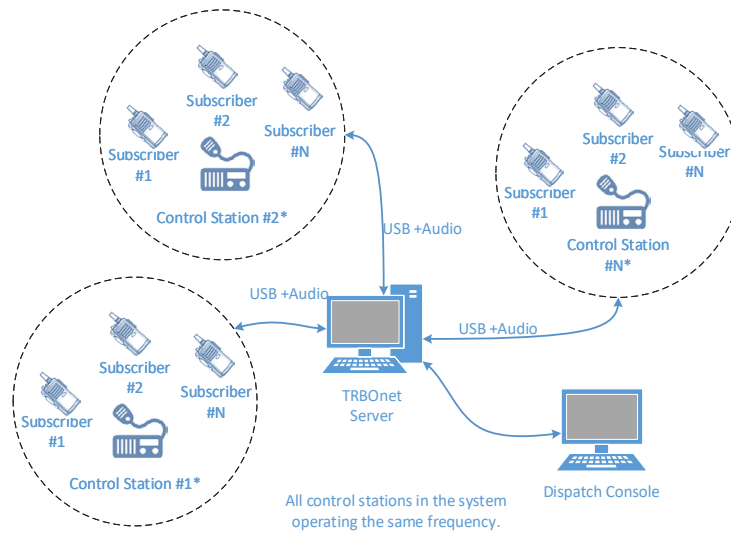 Subscriber
#2
Subscriber
#N
Subscriber
#1
Control Station #2*
Subscriber
#2
Subscriber
#N
Subscriber
#1
Control Station
#N*
USB +Audio
USB +Audio
USB +Audio
Subscriber
#2
Subscriber
#N
Subscriber
#1
Control Station #1*
TRBOnet
Server
Dispatch Console
All control stations in the system
operating the same frequency.